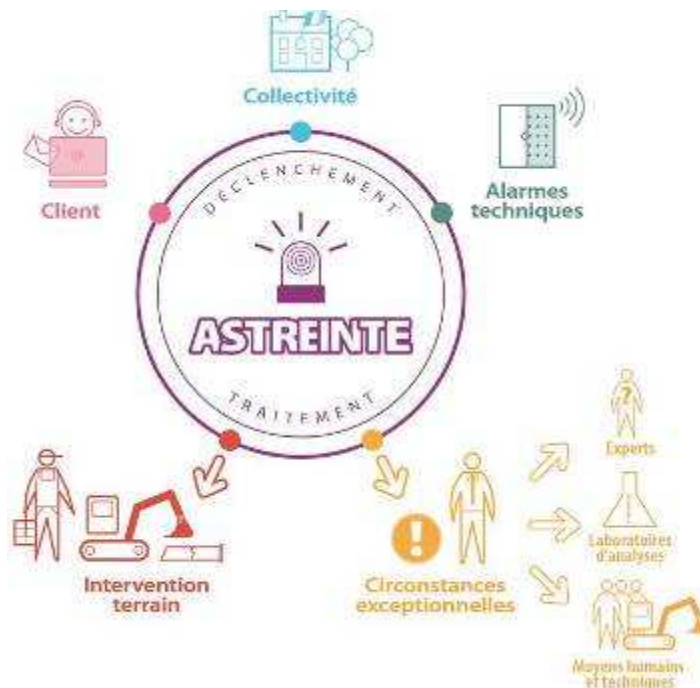 Collectivité
Client
Alarmes
techniques
DÉCLENCHEMENT
ASTREINTE
TRAITEMENT
Intervention
terrain
Circonstances
exceptionnelles
?
!
Experts
Laboratoires
d'analyses
Moyens humains
et techniques